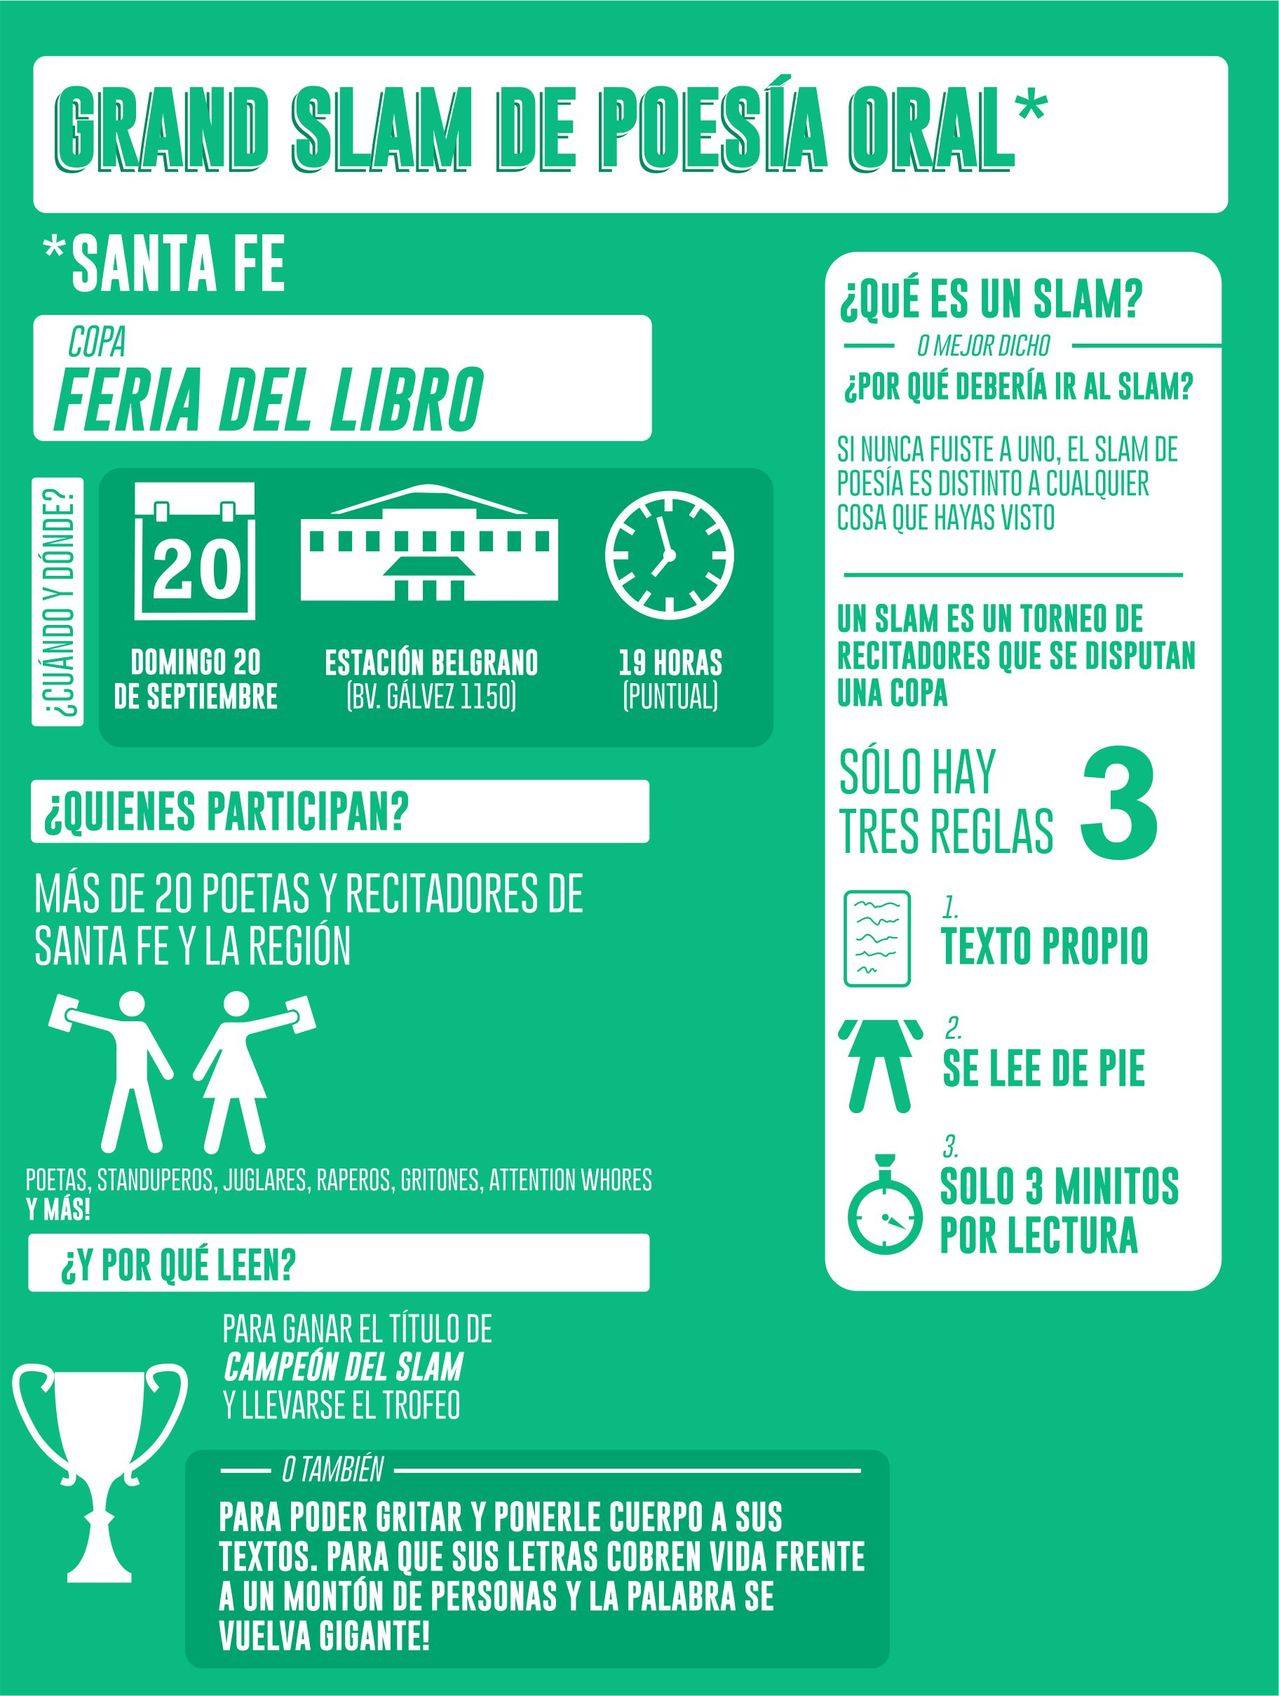 GRAND SLAM DE POESÍA ORAL*
*SANTA FE
COPA
FERIA DEL LIBRO
¿CUÁNDO Y DÓNDE?
20
DOMINGO 20
DE SEPTIEMBRE
ESTACIÓN BELGRANO
(BV. GÁLVEZ 1150)
19 HORAS
(PUNTUAL)
¿QUIENES PARTICIPAN?
MÁS DE 20 POETAS Y RECITADORES DE
SANTA FE Y LA REGIÓN
POETAS, STANDUPEROS, JUGLARES, RAPEROS, GRITONES, ATTENTION WHORES
Y MÁS!
¿Y POR QUÉ LEEN?
PARA GANAR EL TÍTULO DE
CAMPEÓN DEL SLAM
Y LLEVARSE EL TROFEO
O TAMBIÉN
PARA PODER GRITAR Y PONERLE CUERPO A SUS
TEXTOS. PARA QUE SUS LETRAS COBREN VIDA FRENTE
A UN MONTÓN DE PERSONAS Y LA PALABRA SE
VUELVA GIGANTE!
¿QUÉ ES UN SLAM?
O MEJOR DICHO
¿POR QUÉ DEBERÍA IR AL SLAM?
SI NUNCA FUISTE A UNO, EL SLAM DE
POESÍA ES DISTINTO A CUALQUIER
COSA QUE HAYAS VISTO
UN SLAM ES UN TORNEO DE
RECITADORES QUE SE DISPUTAN
UNA COPA
SÓLO HAY
TRES REGLAS
3
1.
TEXTO PROPIO
2.
SE LEE DE PIE
3.
SOLO 3 MINITOS
POR LECTURA